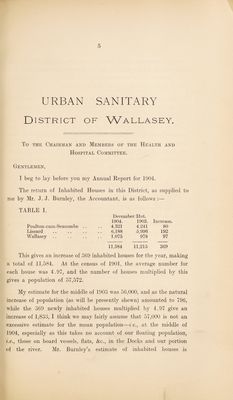 5
URBAN SANITARY
DISTRICT OF WALLASEY.
TO THE CHAIRMAN AND MEMBERS OF THE HEALTH AND
HOSPITAL COMMITTEE.
GENTLEMEN,
I beg to lay before you my Annual Report for 1904.
The return of Inhabited Houses in this District, as supplied to
me by Mr. J. J. Burnley, the Accountant, is as follows :—
TABLE I.
December 31st.
1904. 1903. Increase.
Poulton-cum-Seacombe .. .. 4,321 4,241 80
Liscard .. .. .. .. 6,188 5,996 192
Wallasey .. .. .. .. 1,075 978 97
11,584 11,215 369
This gives an increase of 369 inhabited houses for the year, making
a total of 11,584. At the census of 1901, the average number for
each house was 4.97, and the number of houses multiplied by this
gives a population of 57,572.
My estimate for the middle of 1903 was 56,000, and as the natural
increase of population (as will be presently shewn) amounted to 796,
while the 369 newly inhabited houses multiplied by 4.97 give an
increase of 1,833, I think we may fairly assume that 57,000 is not an
excessive estimate for the mean population—i.e., at the middle of
1904, especially as this takes no account of our floating population,
i.e., those on board vessels, flats, &c., in the Docks and our portion
of the river. Mr. Burnley's estimate of inhabited houses is